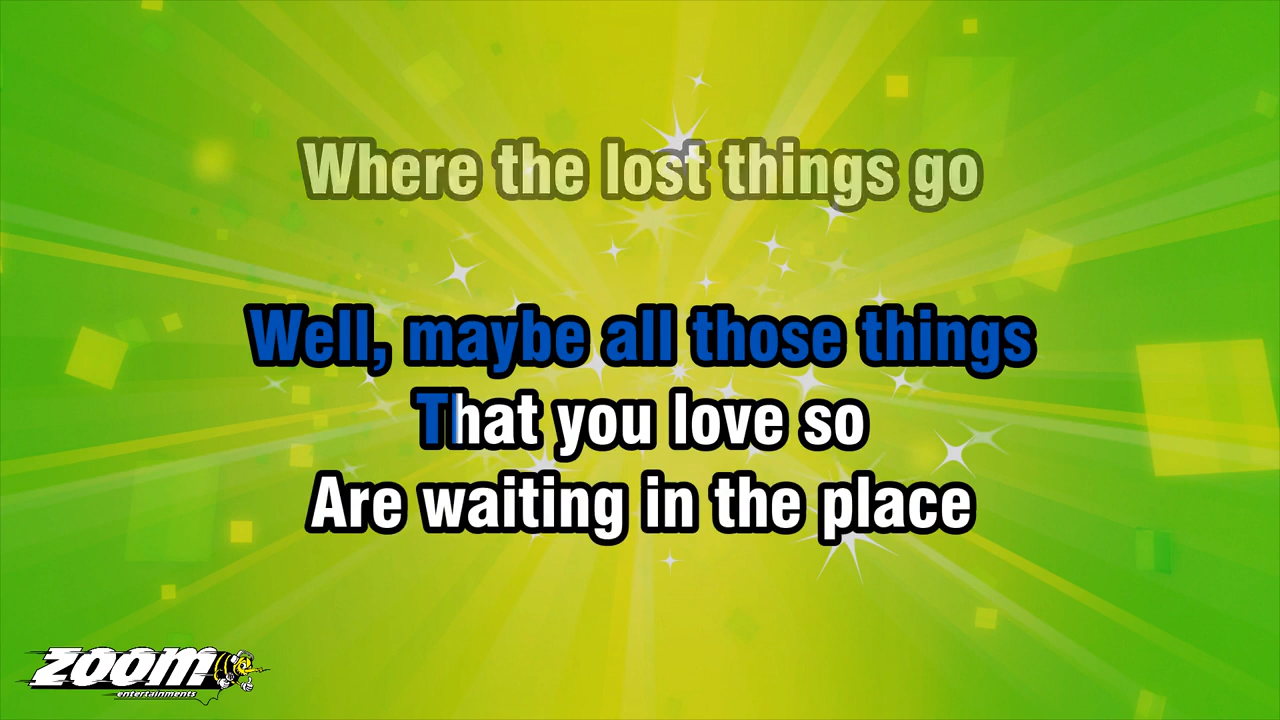 Where the lost things go
Well, maybe all those things
That you love so
Are waiting in the place
ZOOM
entertainments